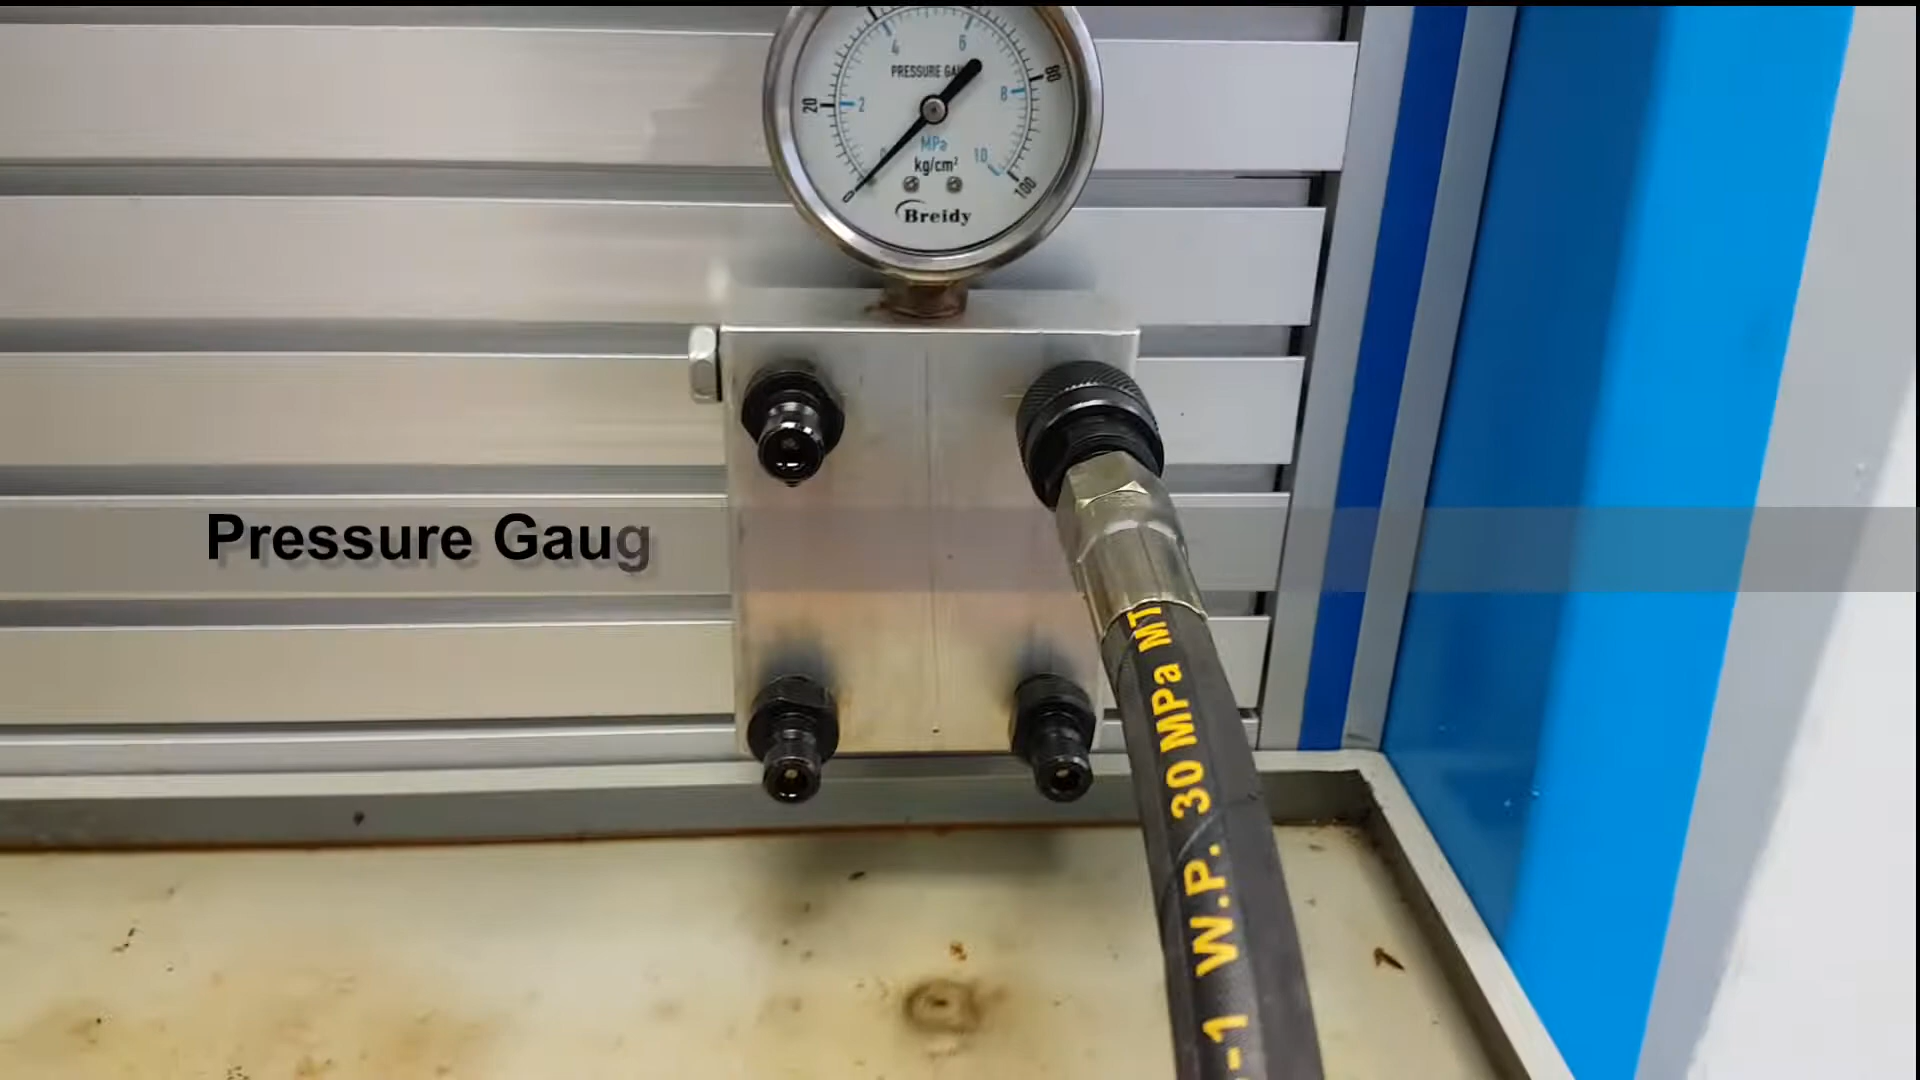 4 6
PRESSURE GAU
20 2 8 80
MPa
0 10
kg/cm²
0 100
Breidy
Pressure Gaug
W.P. 30 MPa MT
-1